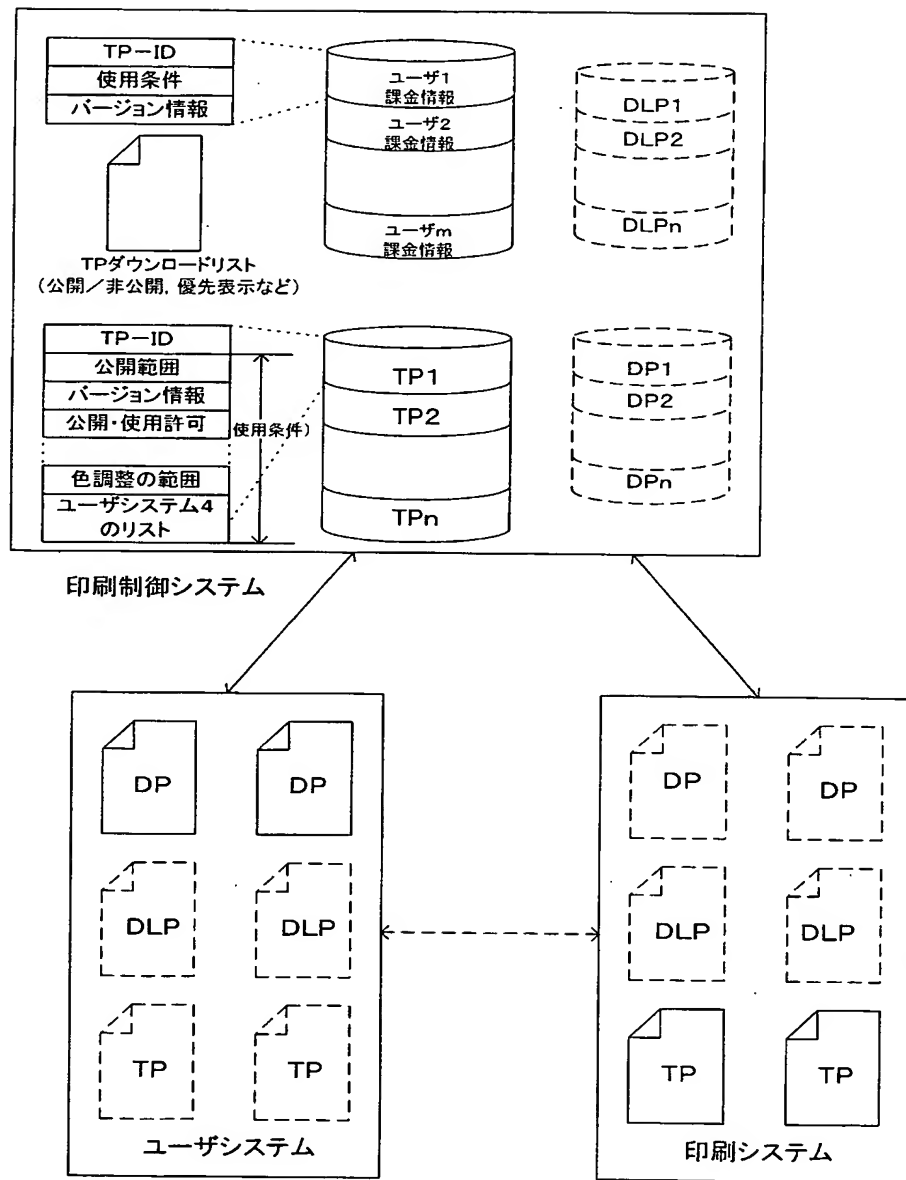 TP－ID
使用条件
バージョン情報
TPダウンロードリスト
（公開／非公開，優先表示など）
ユーザ1
課金情報
ユーザ2
課金情報
ユーザm
課金情報
DLP1
DLP2
DLPn
TP－ID
公開範囲
バージョン情報
公開・使用許可
色調整の範囲
ユーザシステム4
のリスト
使用条件）
TP1
TP2
TPn
DP1
DP2
DPn
印刷制御システム
DP
DP
DLP
DLP
TP
TP
ユーザシステム
DP
DP
DLP
DLP
TP
TP
印刷システム